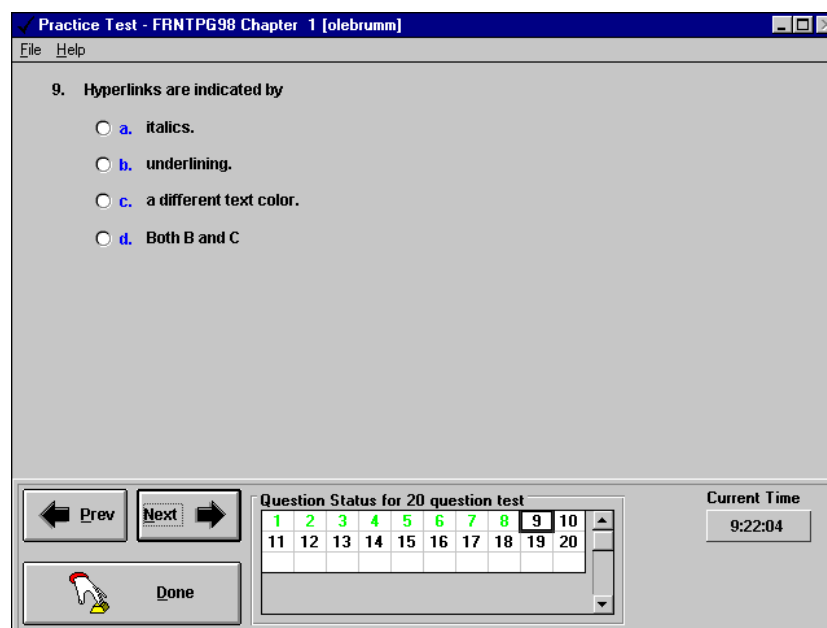 Practice Test - FRNTPG98 Chapter 1 [olebrumm]
File Help
9. Hyperlinks are indicated by
a. italics.
b. underlining.
c. a different text color.
d. Both B and C
Prev Next
Question Status for 20 question test
1 2 3 4 5 6 7 8 9 10
11 12 13 14 15 16 17 18 19 20
Current Time
9:22:04
Done